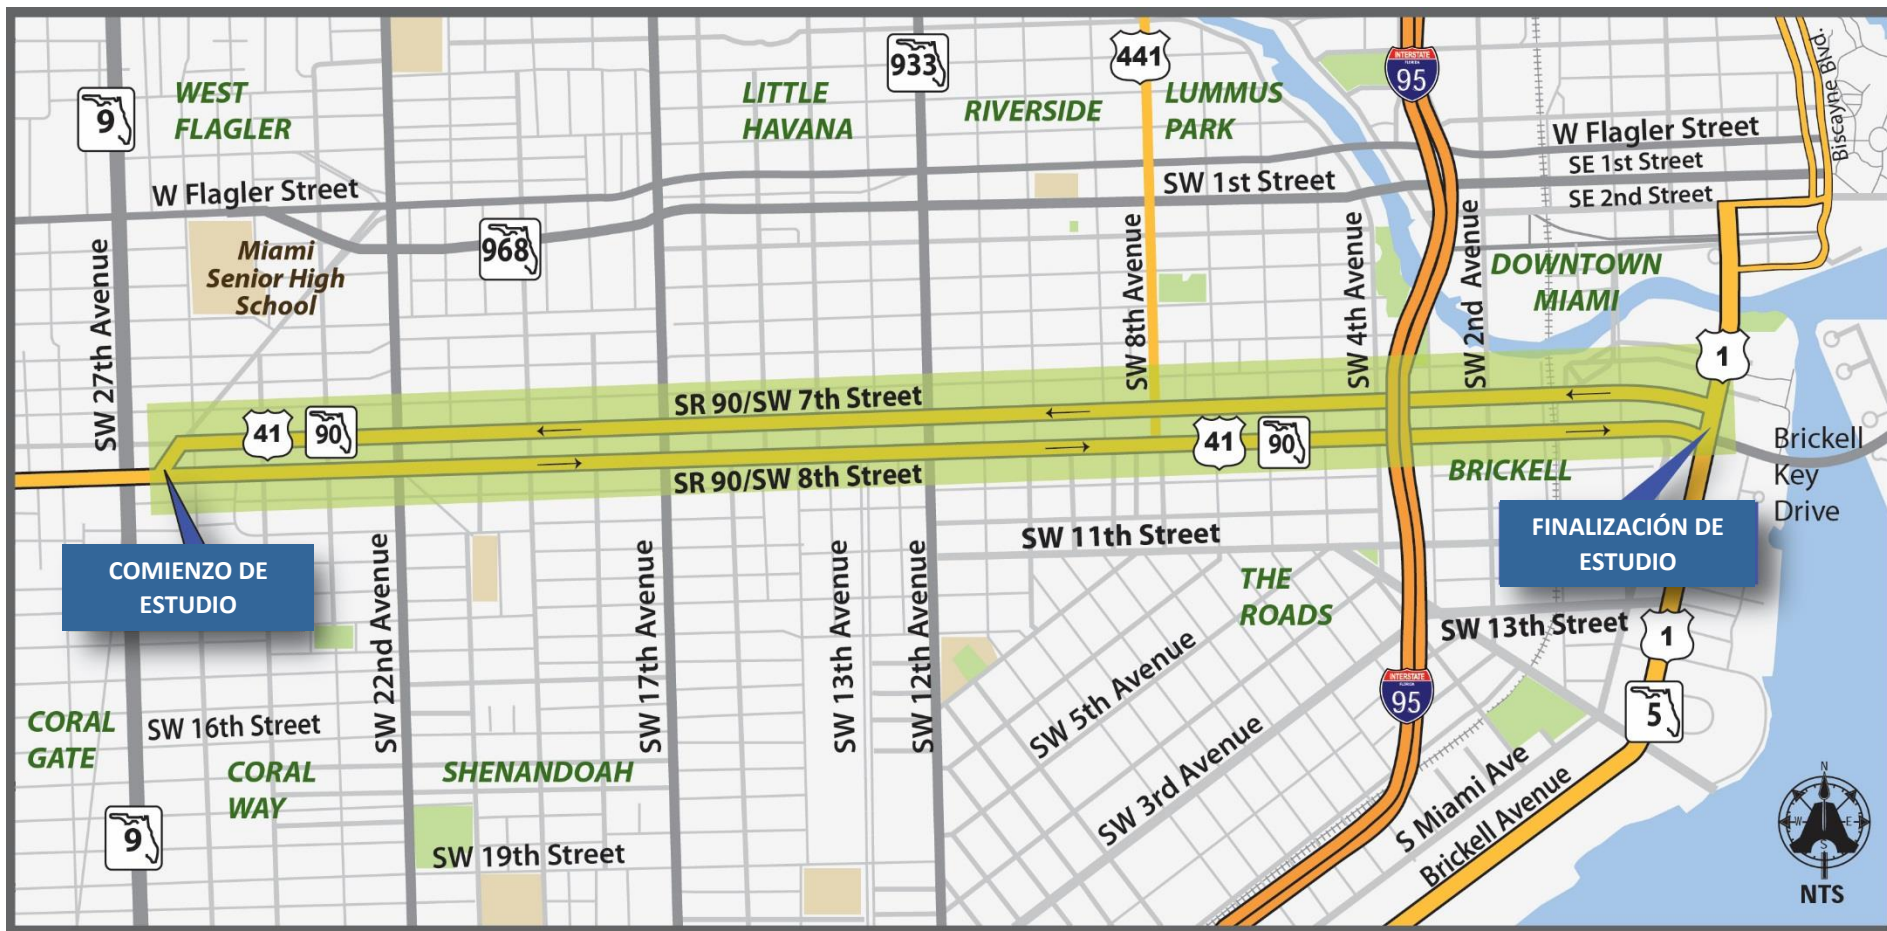 9
WEST
FLAGLER
LITTLE
HAVANA
933
RIVERSIDE
441
LUMMUS
PARK
INTERSTATE
FLORIDA
95
Biscayne Blvd.
W Flagler Street
SE 1st Street
SE 2nd Street
W Flagler Street
SW 1st Street
968
Miami
Senior High
School
SW 27th Avenue
SW 8th Avenue
SW 4th Avenue
SW 2nd Avenue
DOWNTOWN
MIAMI
1
SR 90/SW 7th Street
41
90
41
90
SR 90/SW 8th Street
BRICKELL
Brickell
Key
Drive
COMIENZO DE
ESTUDIO
FINALIZACIÓN DE
ESTUDIO
SW 11th Street
SW 22nd Avenue
SW 17th Avenue
SW 13th Avenue
SW 12th Avenue
THE
ROADS
SW 13th Street
1
SW 5th Avenue
INTERSTATE
FLORIDA
95
5
CORAL
GATE
SW 16th Street
CORAL
WAY
SHENANDOAH
SW 3rd Avenue
S Miami Ave
Brickell Avenue
9
SW 19th Street
N
W
E
S
NTS